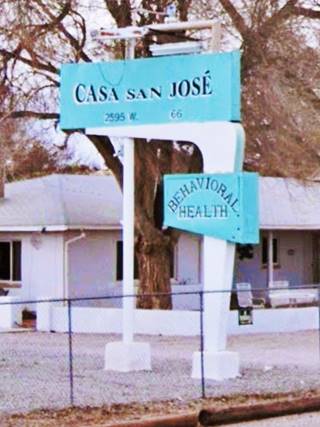 CASA SAN JOSÉ
2595 W. 66
BEHAVIORAL
HEALTH